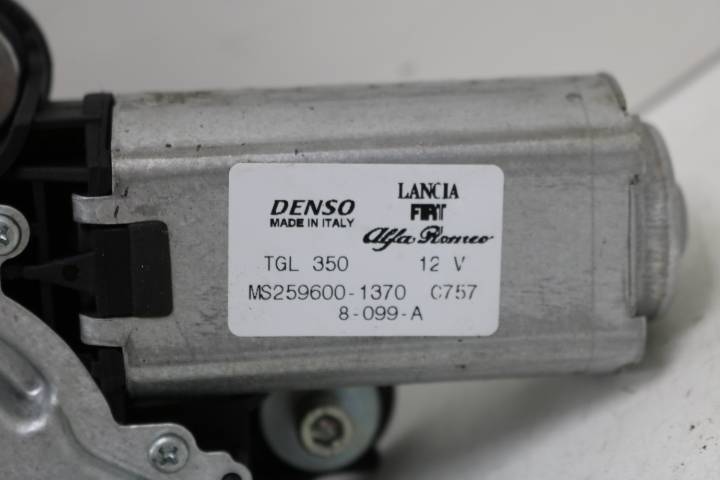 DENSO LANCIA
MADE IN ITALY FIAT
Alfa Romeo
TGL 350 12 V
MS259600-1370 C757
8-099-A